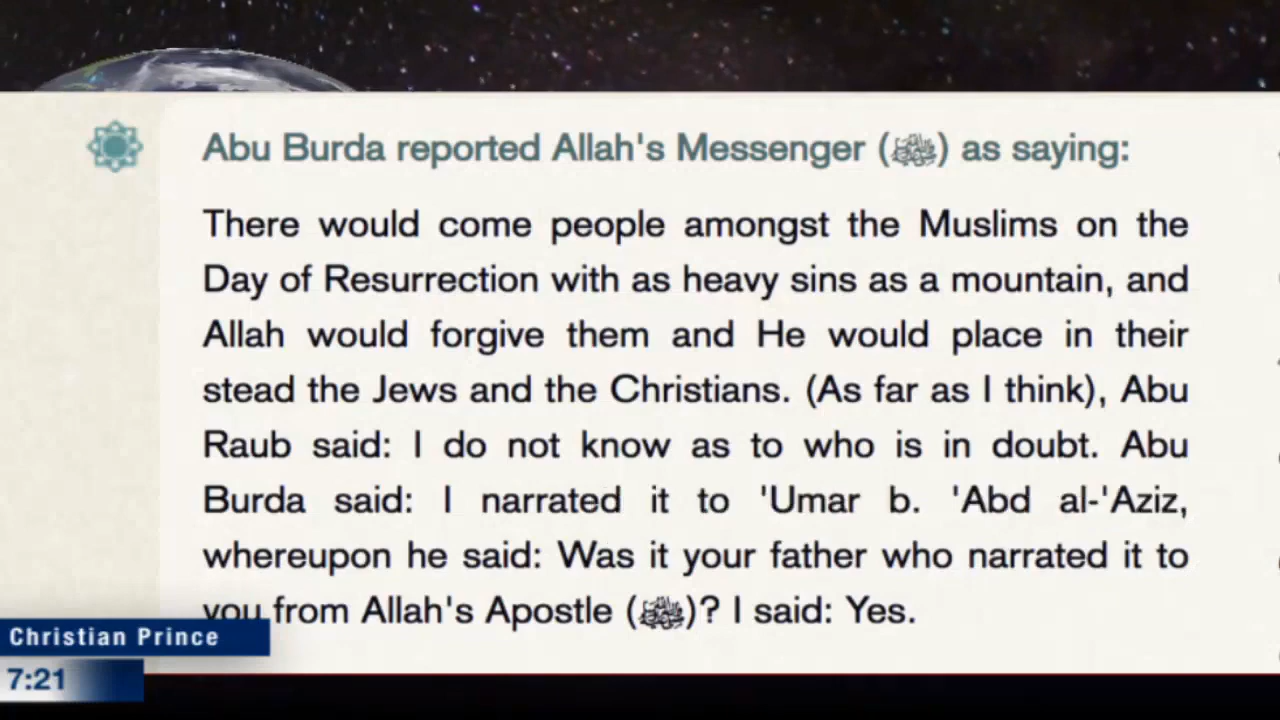 Abu Burda reported Allah's Messenger (ﷺ) as saying:
There would come people amongst the Muslims on the
Day of Resurrection with as heavy sins as a mountain, and
Allah would forgive them and He would place in their
stead the Jews and the Christians. (As far as I think), Abu
Raub said: I do not know as to who is in doubt. Abu
Burda said: I narrated it to 'Umar b. 'Abd al-'Aziz,
whereupon he said: Was it your father who narrated it to
you from Allah's Apostle (ﷺ)? I said: Yes.
Christian Prince
7:21